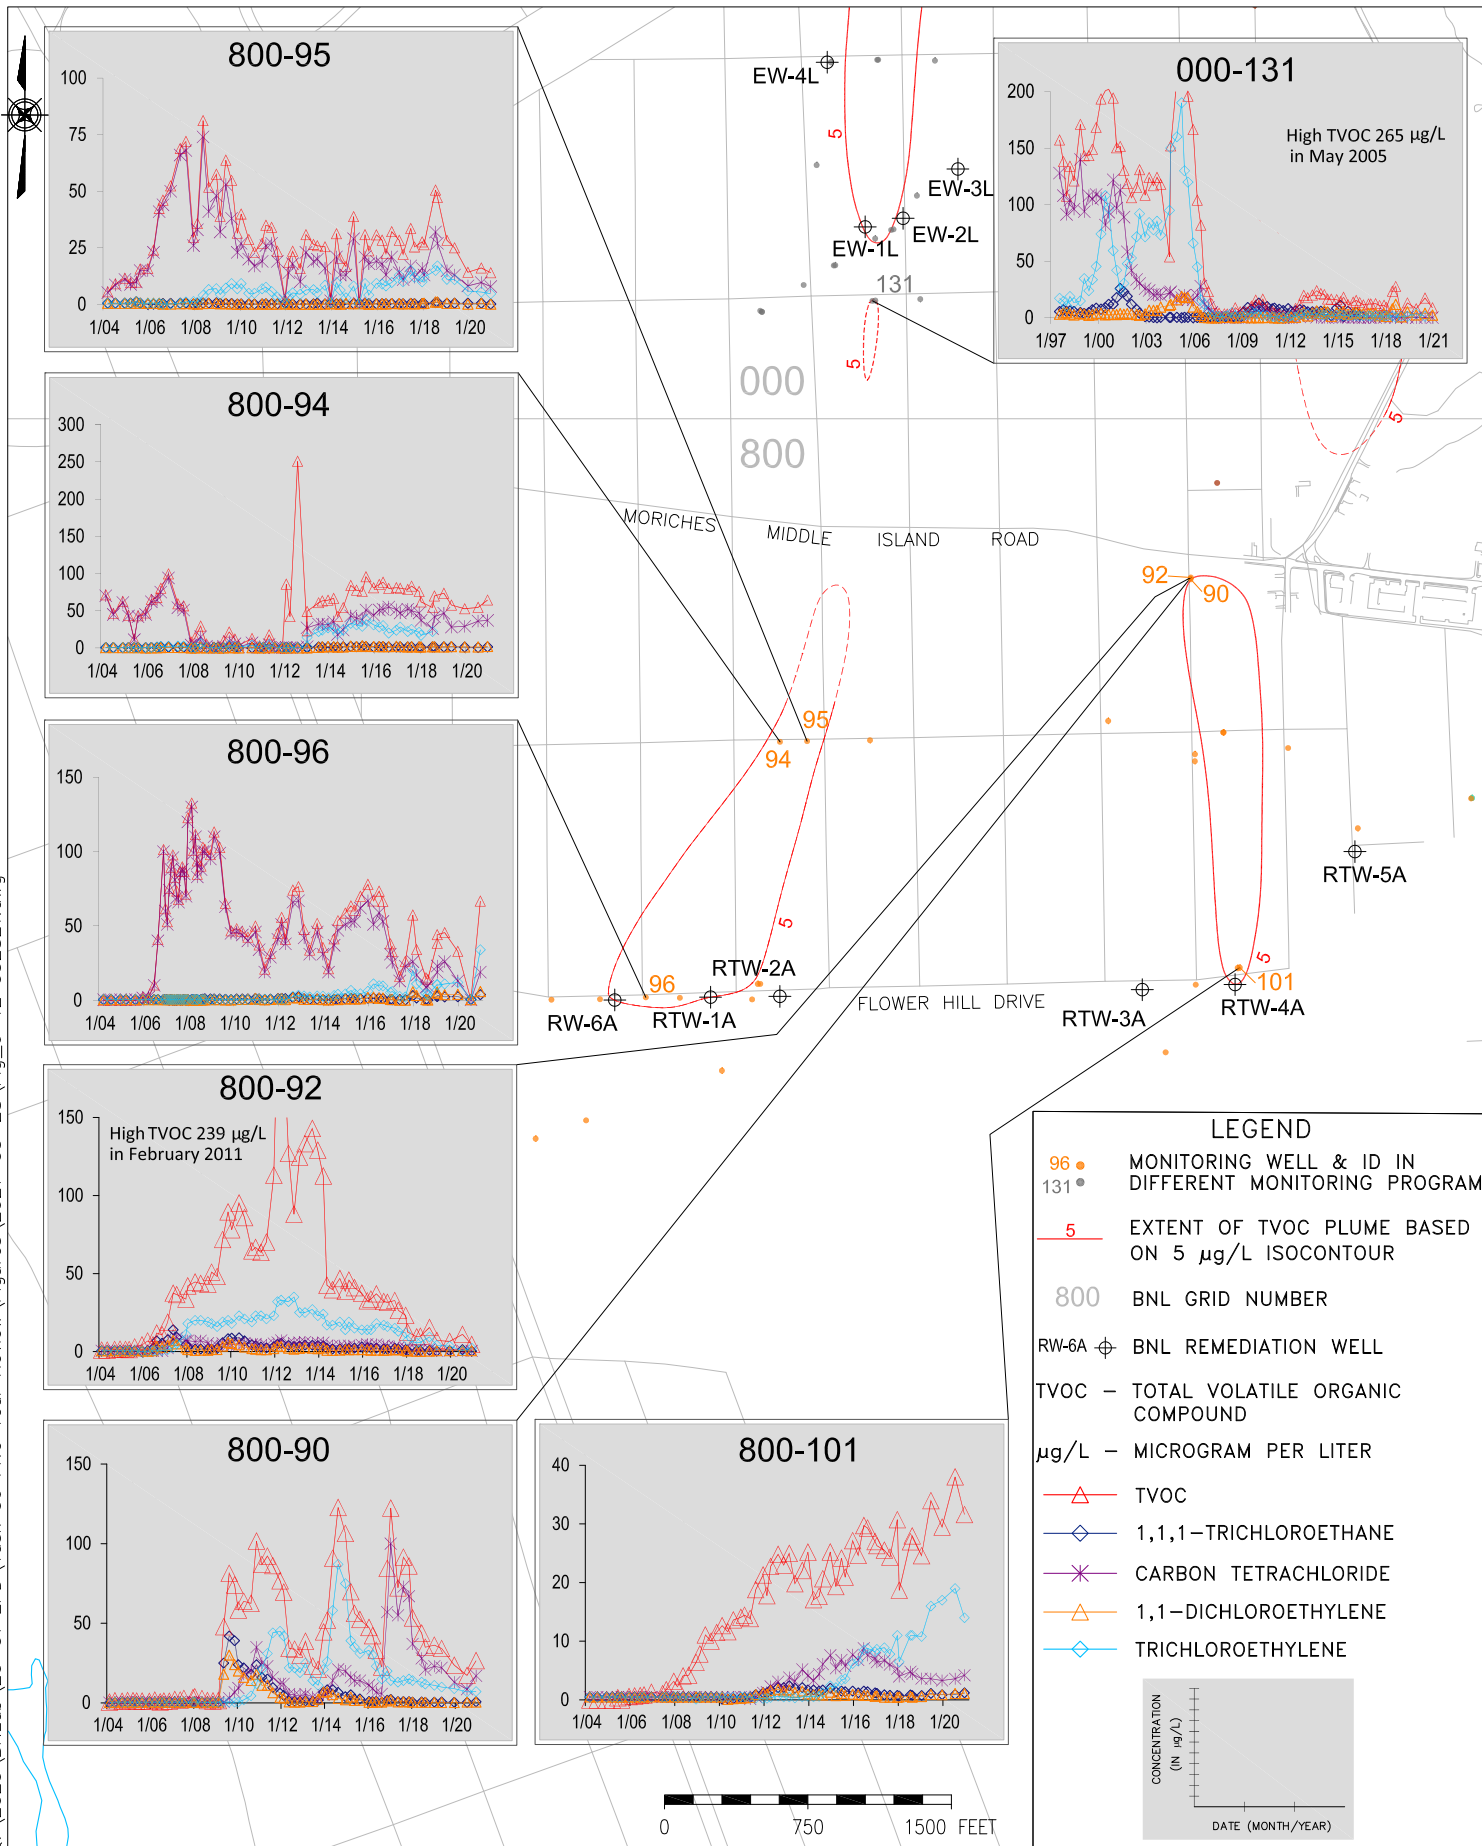 800-95
100
75
50
25
0
1/04 1/06 1/08 1/10 1/12 1/14 1/16 1/18 1/20
EW-4L
5
EW-3L
EW-1L
EW-2L
131
5
000-131
200
150
100
50
0
High TVOC 265 µg/L
in May 2005
1/97 1/00 1/03 1/06 1/09 1/12 1/15 1/18 1/21
5
000
800
800-94
300
250
200
150
100
50
0
1/04 1/06 1/08 1/10 1/12 1/14 1/16 1/18 1/20
MORICHES MIDDLE ISLAND ROAD
92
90
95
94
800-96
150
100
50
0
1/04 1/06 1/08 1/10 1/12 1/14 1/16 1/18 1/20
RTW-5A
5
5
RTW-2A
96
101
RW-6A
RTW-1A
FLOWER HILL DRIVE
RTW-3A
RTW-4A
800-92
150
100
50
0
High TVOC 239 µg/L
in February 2011
1/04 1/06 1/08 1/10 1/12 1/14 1/16 1/18 1/20
800-90
150
100
50
0
1/04 1/06 1/08 1/10 1/12 1/14 1/16 1/18 1/20
800-101
40
30
20
10
0
1/04 1/06 1/08 1/10 1/12 1/14 1/16 1/18 1/20
LEGEND
96
131
MONITORING WELL & ID IN
DIFFERENT MONITORING PROGRAM
5
EXTENT OF TVOC PLUME BASED
ON 5 µg/L ISOCONTOUR
800 BNL GRID NUMBER
RW-6A BNL REMEDIATION WELL
TVOC – TOTAL VOLATILE ORGANIC
COMPOUND
µg/L – MICROGRAM PER LITER
TVOC
1,1,1-TRICHLOROETHANE
CARBON TETRACHLORIDE
1,1-DICHLOROETHYLENE
TRICHLOROETHYLENE
CONCENTRATION
(IN µg/L)
DATE (MONTH/YEAR)
0 750 1500 FEET